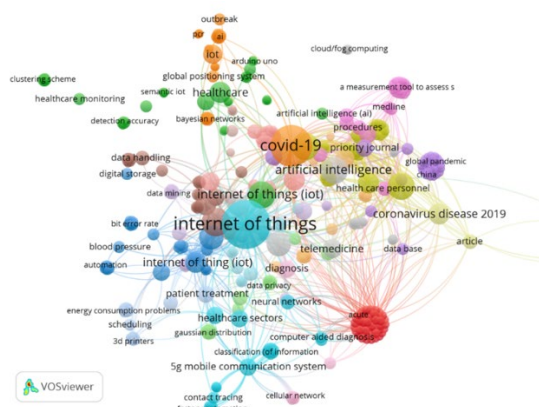 outbreak
pcr
ai
iot
cloud/fog computing
arduino uno
clustering scheme
global positioning system
semantic iot
healthcare
a measurement tool to assess s
healthcare monitoring
medline
detection accuracy
bayesian networks
artificial intelligence (ai)
procedures
covid-19
priority journal
data handling
global pandemic
artificial intelligence
china
digital storage
health care personnel
data mining
internet of things (iot)
coronavirus disease 2019
bit error rate
internet of things
article
blood pressure
telemedicine
data base
automation
internet of thing (iot)
diagnosis
data privacy
patient treatment
neural networks
energy consumption problems
healthcare sectors
acute
scheduling
gaussian distribution
computer aided diagnosis
3d printers
classification (of information
5g mobile communication system
contact tracing
cellular network
VOSviewer